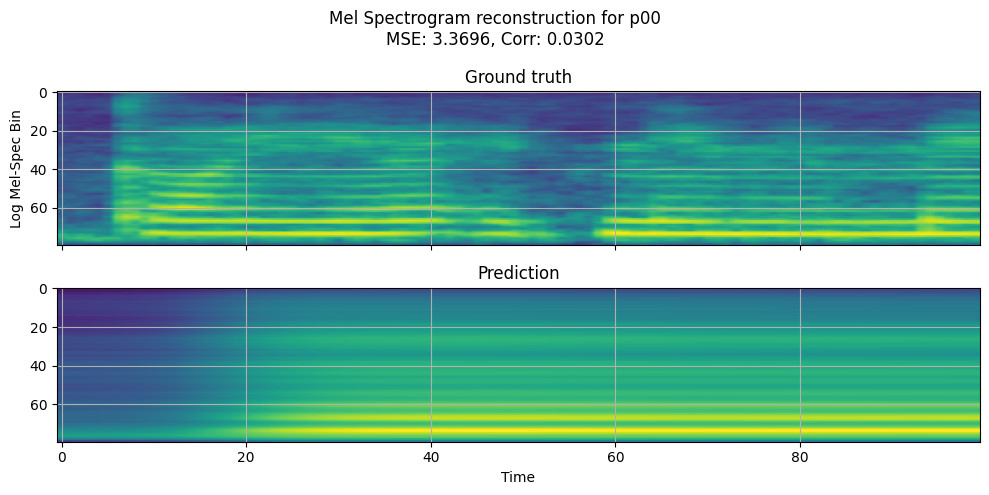 Mel Spectrogram reconstruction for p00
MSE: 3.3696, Corr: 0.0302
Ground truth
Log Mel-Spec Bin
0
20
40
60
Prediction
0
20
40
60
0 20 40 60 80
Time